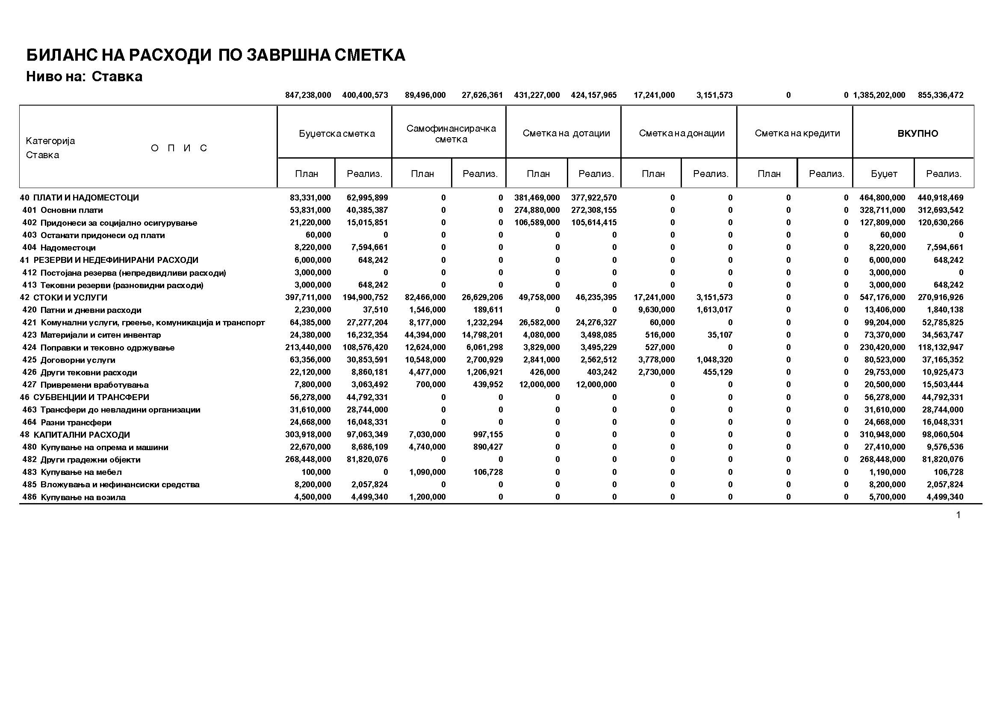 БИЛАНС НА РАСХОДИ ПО ЗАВРШНА СМЕТКА
Ниво на: Ставка
847,238,000 400,400,573 89,496,000 27,626,361 431,227,000 424,157,965 17,241,000 3,151,573 0 0 1,385,202,000 855,336,472
Категорија
Ставка
О П И С
Буџетска сметка
Самофинансирачка
сметка
Сметка на дотации
Сметка на донации
Сметка на кредити
ВКУПНО
План Реализ. План Реализ. План Реализ. План Реализ. План Реализ. Буџет Реализ.
40 ПЛАТИ И НАДОМЕСТОЦИ 83,331,000 62,995,899 0 0 381,469,000 377,922,570 0 0 0 0 464,800,000 440,918,469
401 Основни плати 53,831,000 40,385,387 0 0 274,880,000 272,308,155 0 0 0 0 328,711,000 312,693,542
402 Придонеси за социјално осигурување 21,220,000 15,015,851 0 0 106,589,000 105,614,415 0 0 0 0 127,809,000 120,630,266
403 Останати придонеси од плати 60,000 0 0 0 0 0 0 0 0 0 60,000 0
404 Надоместоци 8,220,000 7,594,661 0 0 0 0 0 0 0 0 8,220,000 7,594,661
41 РЕЗЕРВИ И НЕДЕФИНИРАНИ РАСХОДИ 6,000,000 648,242 0 0 0 0 0 0 0 0 6,000,000 648,242
412 Постојана резерва (непредвидливи расходи) 3,000,000 0 0 0 0 0 0 0 0 0 3,000,000 0
413 Тековни резерви (разновидни расходи) 3,000,000 648,242 0 0 0 0 0 0 0 0 3,000,000 648,242
42 СТОКИ И УСЛУГИ 397,711,000 194,900,752 82,466,000 26,629,206 49,758,000 46,235,395 17,241,000 3,151,573 0 0 547,176,000 270,916,926
420 Патни и дневни расходи 2,230,000 37,510 1,546,000 189,611 0 0 9,630,000 1,613,017 0 0 13,406,000 1,840,138
421 Комунални услуги, греење, комуникација и транспорт 64,385,000 27,277,204 8,177,000 1,232,294 26,582,000 24,276,327 60,000 0 0 0 99,204,000 52,785,825
423 Материјали и ситен инвентар 24,380,000 16,232,354 44,394,000 14,798,201 4,080,000 3,498,085 516,000 35,107 0 0 73,370,000 34,563,747
424 Поправки и тековно одржување 213,440,000 108,576,420 12,624,000 6,061,298 3,829,000 3,495,229 527,000 0 0 0 230,420,000 118,132,947
425 Договорни услуги 63,356,000 30,853,591 10,548,000 2,700,929 2,841,000 2,562,512 3,778,000 1,048,320 0 0 80,523,000 37,165,352
426 Други тековни расходи 22,120,000 8,860,181 4,477,000 1,206,921 426,000 403,242 2,730,000 455,129 0 0 29,753,000 10,925,473
427 Привремени вработувања 7,800,000 3,063,492 700,000 439,952 12,000,000 12,000,000 0 0 0 0 20,500,000 15,503,444
46 СУБВЕНЦИИ И ТРАНСФЕРИ 56,278,000 44,792,331 0 0 0 0 0 0 0 0 56,278,000 44,792,331
463 Трансфери до невладини организации 31,610,000 28,744,000 0 0 0 0 0 0 0 0 31,610,000 28,744,000
464 Разни трансфери 24,668,000 16,048,331 0 0 0 0 0 0 0 0 24,668,000 16,048,331
48 КАПИТАЛНИ РАСХОДИ 303,918,000 97,063,349 7,030,000 997,155 0 0 0 0 0 0 310,948,000 98,060,504
480 Купување на опрема и машини 22,670,000 8,686,109 4,740,000 890,427 0 0 0 0 0 0 27,410,000 9,576,536
482 Други градежни објекти 268,448,000 81,820,076 0 0 0 0 0 0 0 0 268,448,000 81,820,076
483 Купување на мебел 100,000 0 1,090,000 106,728 0 0 0 0 0 0 1,190,000 106,728
485 Вложувања и нефинансиски средства 8,200,000 2,057,824 0 0 0 0 0 0 0 0 8,200,000 2,057,824
486 Купување на возила 4,500,000 4,499,340 1,200,000 0 0 0 0 0 0 0 5,700,000 4,499,340
1